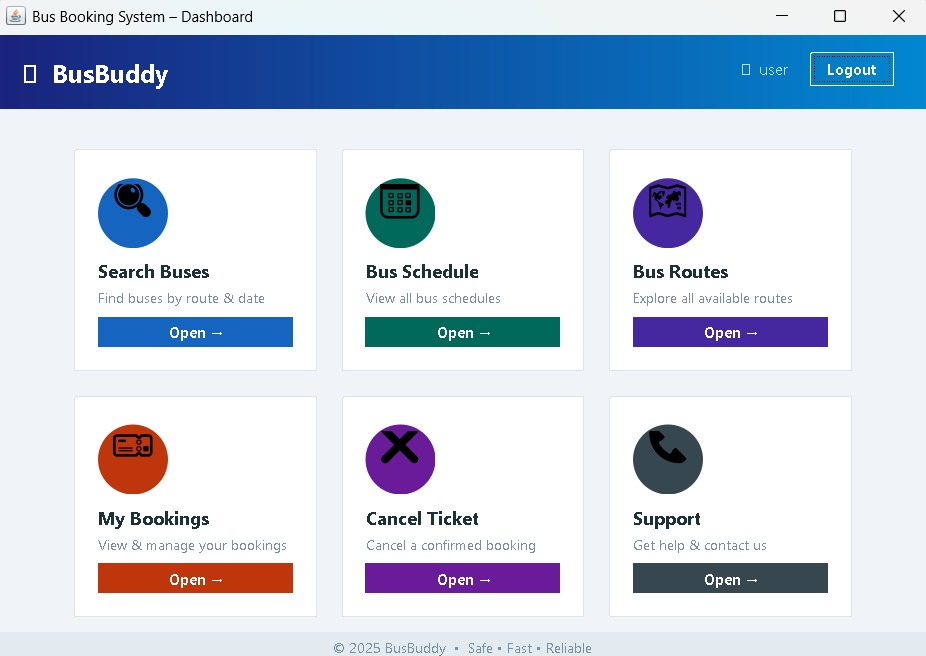 Bus Booking System – Dashboard
BusBuddy
user
Logout
Search Buses
Find buses by route & date
Open →
Bus Schedule
View all bus schedules
Open →
Bus Routes
Explore all available routes
Open →
My Bookings
View & manage your bookings
Open →
Cancel Ticket
Cancel a confirmed booking
Open →
Support
Get help & contact us
Open →
© 2025 BusBuddy • Safe • Fast • Reliable